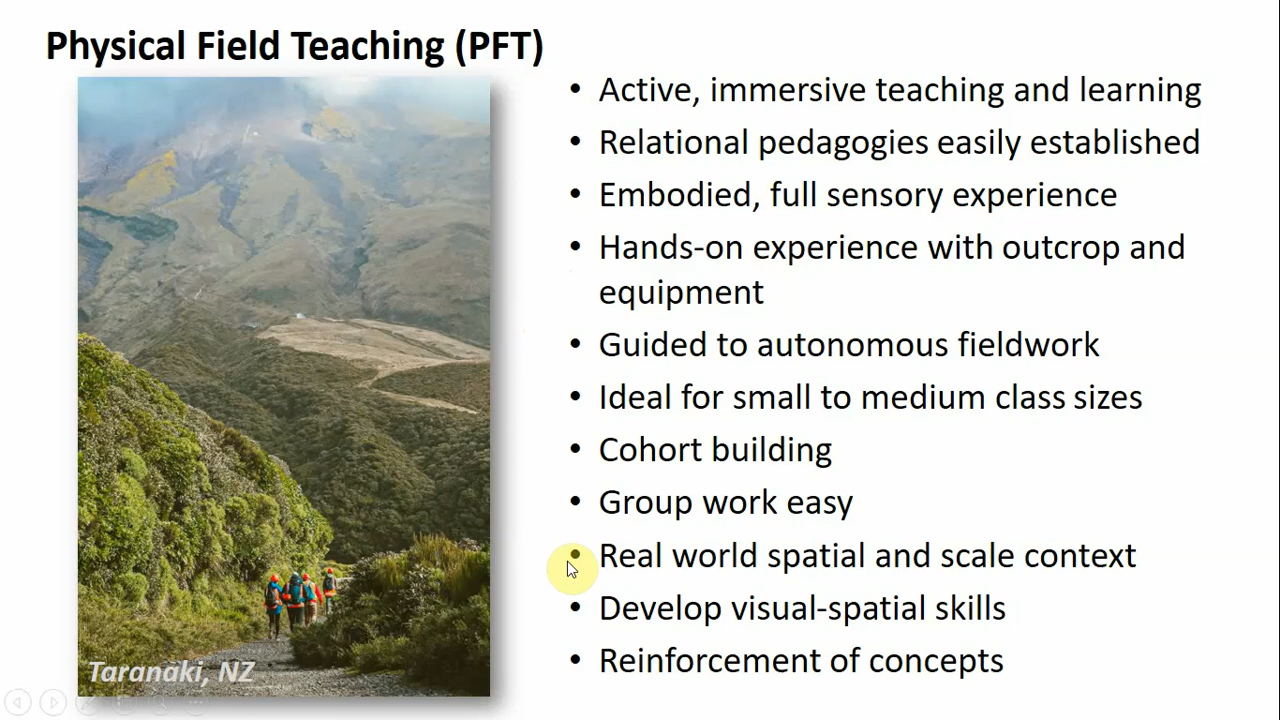 Physical Field Teaching (PFT)
• Active, immersive teaching and learning
• Relational pedagogies easily established
• Embodied, full sensory experience
• Hands-on experience with outcrop and
equipment
• Guided to autonomous fieldwork
• Ideal for small to medium class sizes
• Cohort building
• Group work easy
• Real world spatial and scale context
• Develop visual-spatial skills
• Reinforcement of concepts
Taranaki, NZ